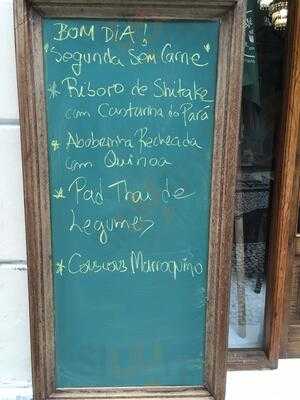 BOM DIA!
"Segunda Sem Carne"
* Riboro de Shitake
com Castanha do Pará
* Abobrinha Recheada
com Quinoa
* Pad Thai de
Legumes
* Couscous Marroquino